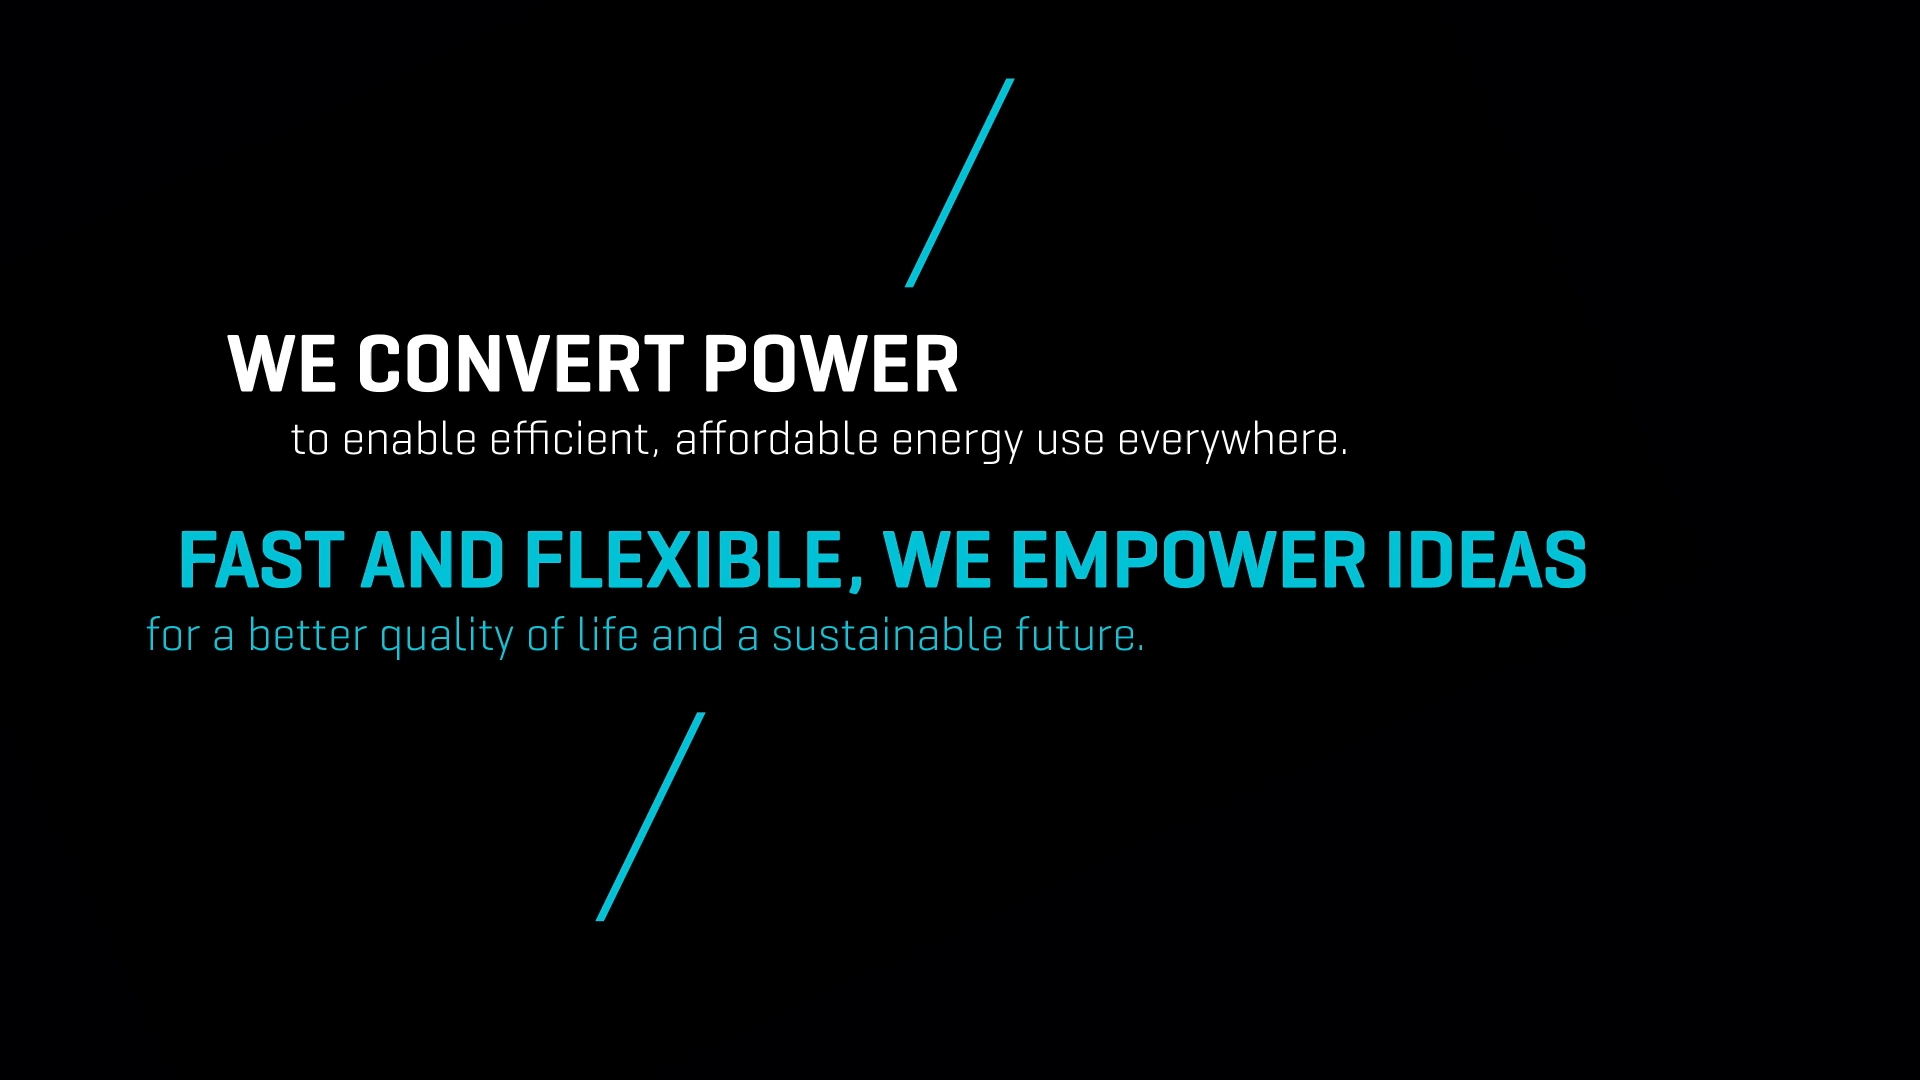 WE CONVERT POWER
to enable efficient, affordable energy use everywhere.
FAST AND FLEXIBLE, WE EMPOWER IDEAS
for a better quality of life and a sustainable future.